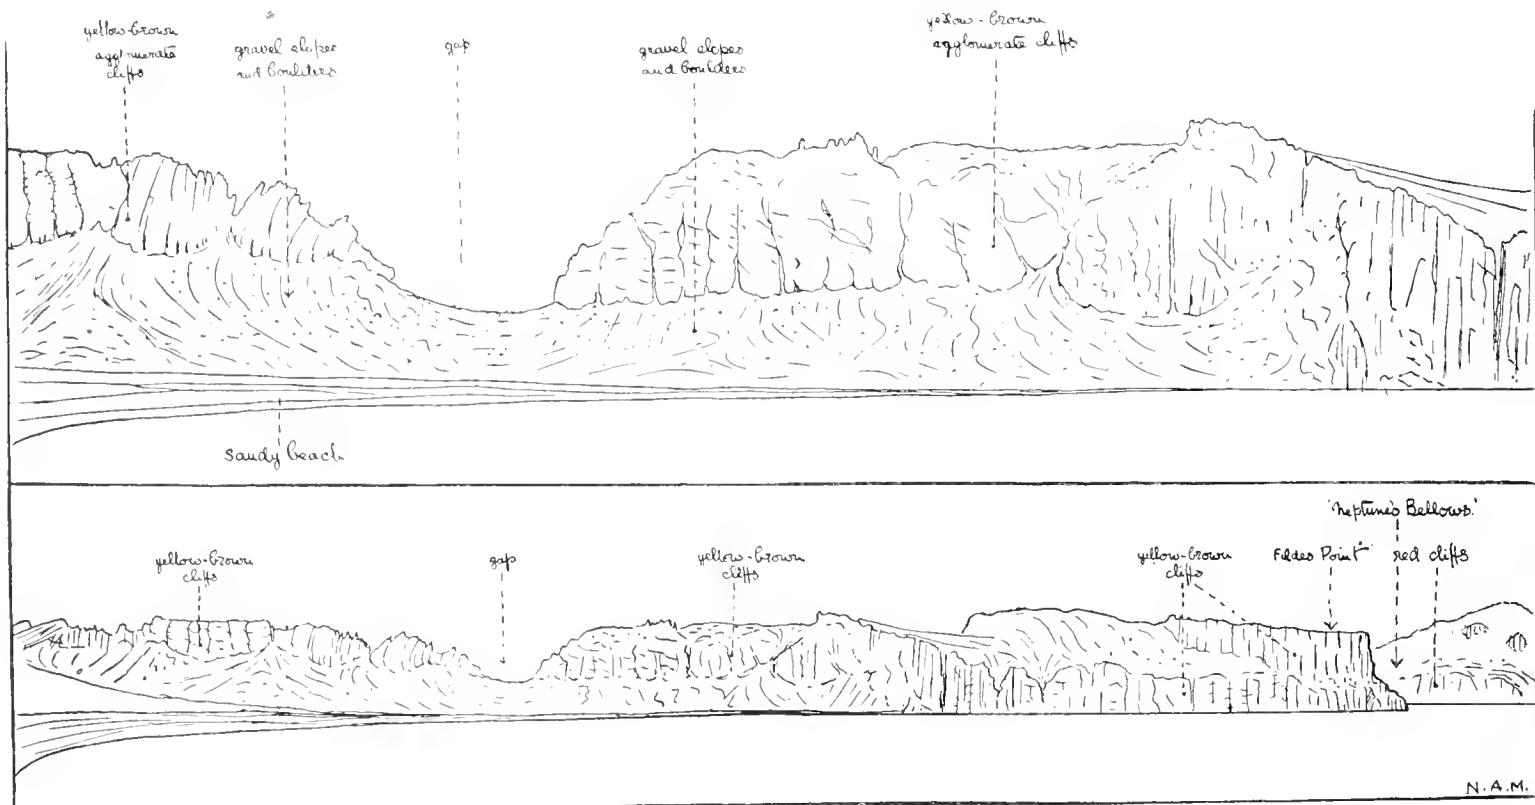 yellow-brown
agglomerate
cliffs
gravel slopes
and boulders
gap
gravel slopes
and boulders
yellow-brown
agglomerate cliffs
sandy beach
'Neptune's Bellows.'
yellow-brown
cliffs
gap
yellow-brown
cliffs
yellow-brown
cliffs
Fildes Point
red cliffs
N.A.M.